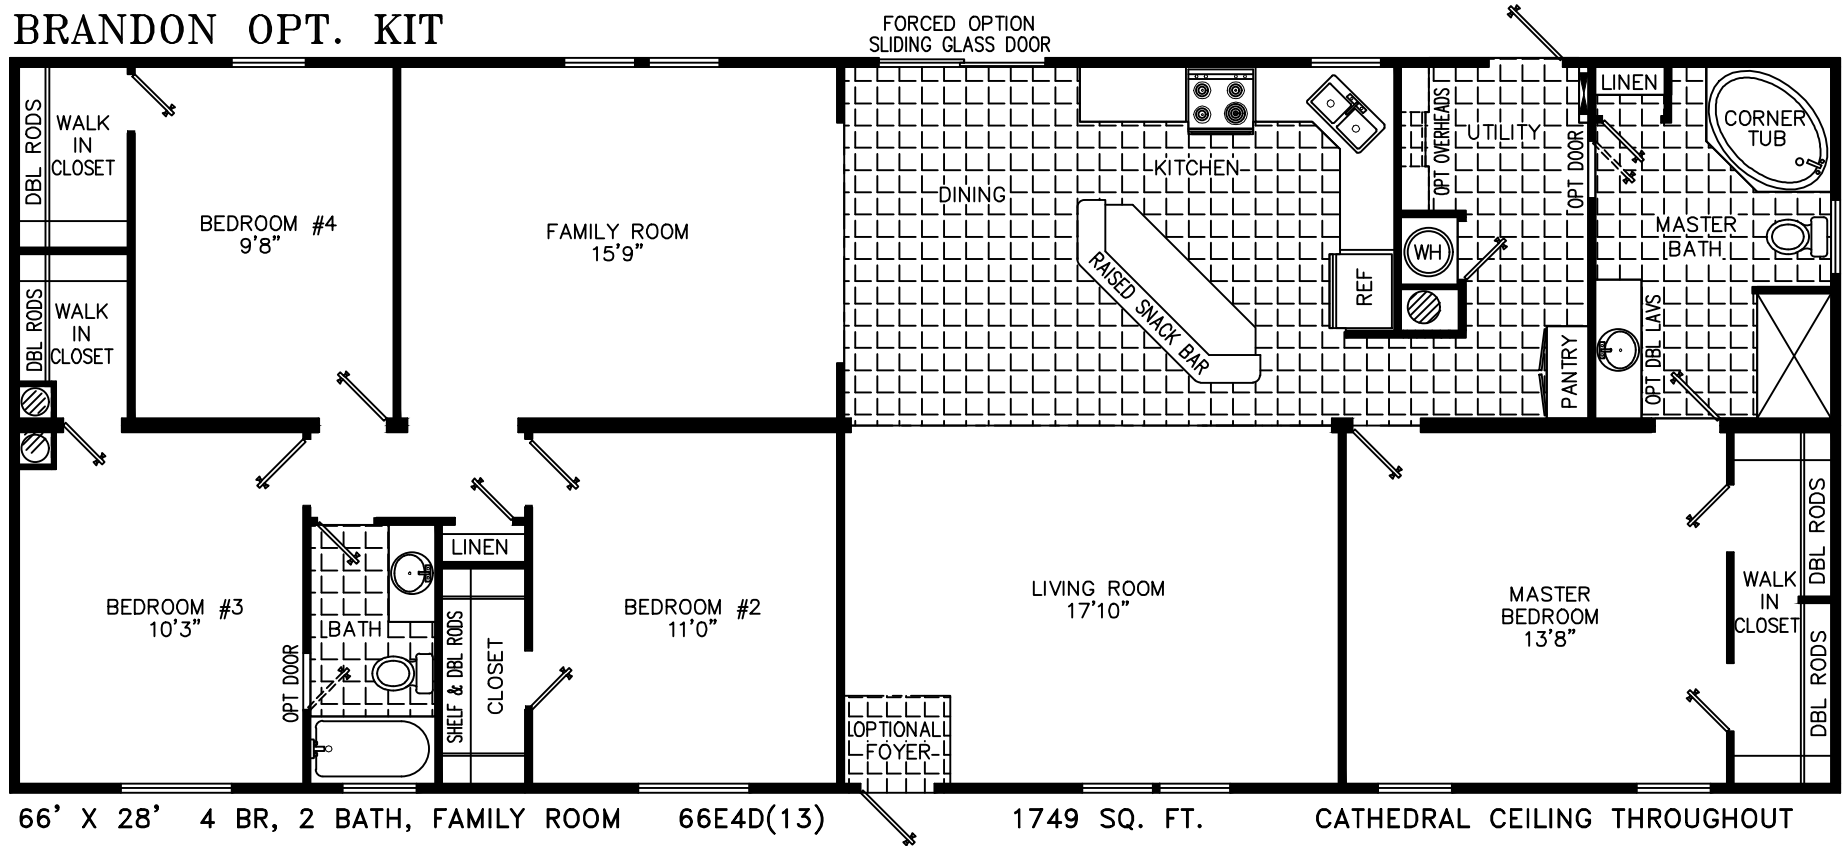 BRANDON OPT. KIT
FORCED OPTION
SLIDING GLASS DOOR
DBL RODS
WALK
IN
CLOSET
BEDROOM #4
9'8"
FAMILY ROOM
15'9"
DINING
KITCHEN
RAISED SNACK BAR
REF
OPT OVERHEADS
UTILITY
OPT DOOR
WH
PANTRY
LINEN
CORNER
TUB
MASTER
BATH
OPT DBL LAVS
DBL RODS
WALK
IN
CLOSET
BEDROOM #3
10'3"
OPT DOOR
BATH
LINEN
SHELF & DBL RODS
CLOSET
BEDROOM #2
11'0"
LIVING ROOM
17'10"
OPTIONAL
FOYER
MASTER
BEDROOM
13'8"
WALK
IN
CLOSET
DBL RODS
DBL RODS
66' X 28' 4 BR, 2 BATH, FAMILY ROOM 66E4D(13) 1749 SQ. FT. CATHEDRAL CEILING THROUGHOUT